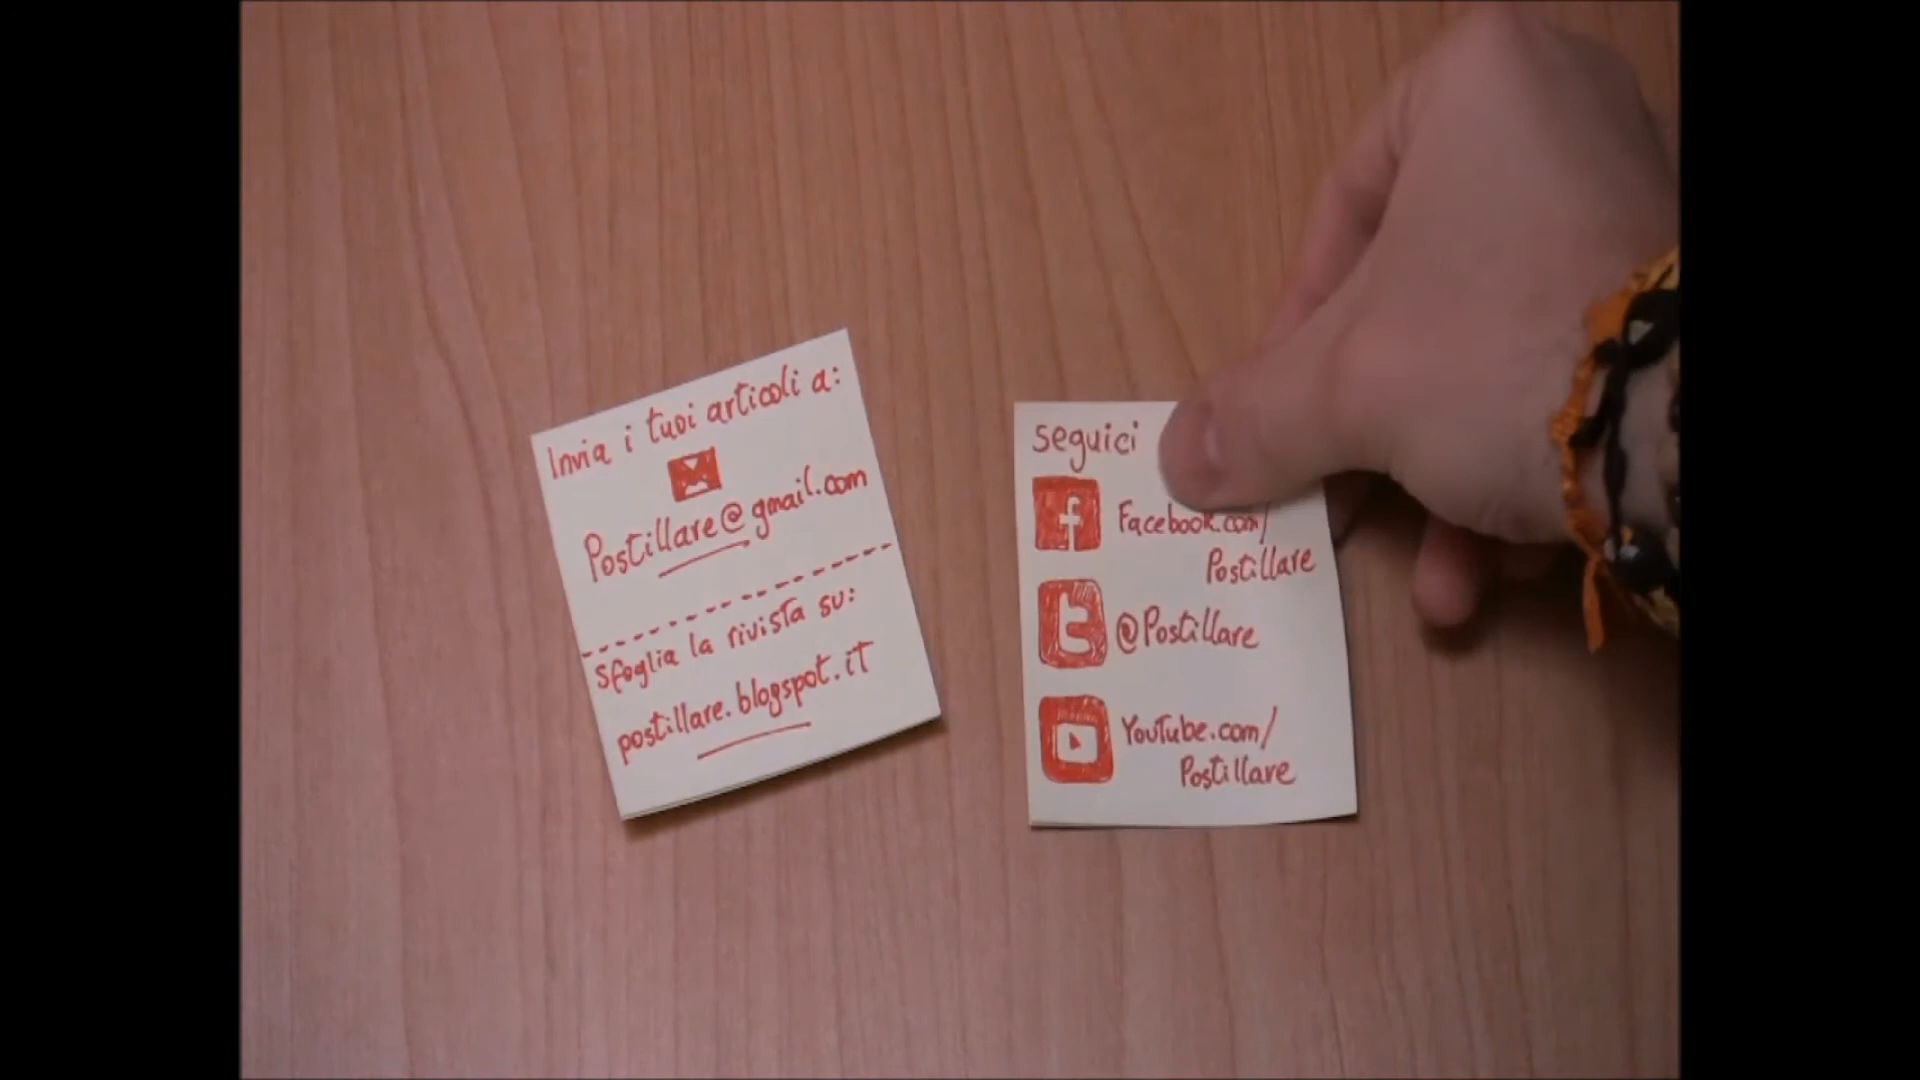 Invia i tuoi articoli a:
Postillare@gmail.com
sfoglia la rivista su:
postillare.blogspot.it
seguici
f Facebook.com/
Postillare
t @Postillare
YouTube.com/
Postillare